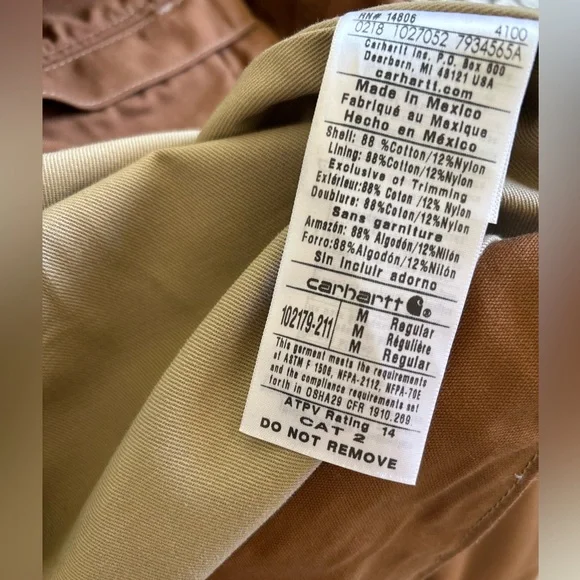 RN# 14806 4100
0218 1027052 7934565A
Carhartt Inc. P.O. Box 600
Dearborn, MI 48121 USA
carhartt.com
Made In Mexico
Fabriqué au Mexique
Hecho en México
Shell: 88 %Cotton/12%Nylon
Lining: 88%Cotton/12%Nylon
Exclusive of Trimming
Extérieur:88% Coton /12% Nylon
Doublure: 88%Coton/12%Nylon
Sans garniture
Armazón: 88% Algodón /12%Nilón
Forro:88% Algodón/12%Nilón
Sin incluir adorno
carhartt
102179-211
M Regular
M Régulière
M Regular
This garment meets the requirements
of ASTM F 1506, NFPA-2112, NFPA-70E
and the compliance requirements set
forth in OSHA29 CFR 1910.269
ATPV Rating 14
CAT 2
DO NOT REMOVE